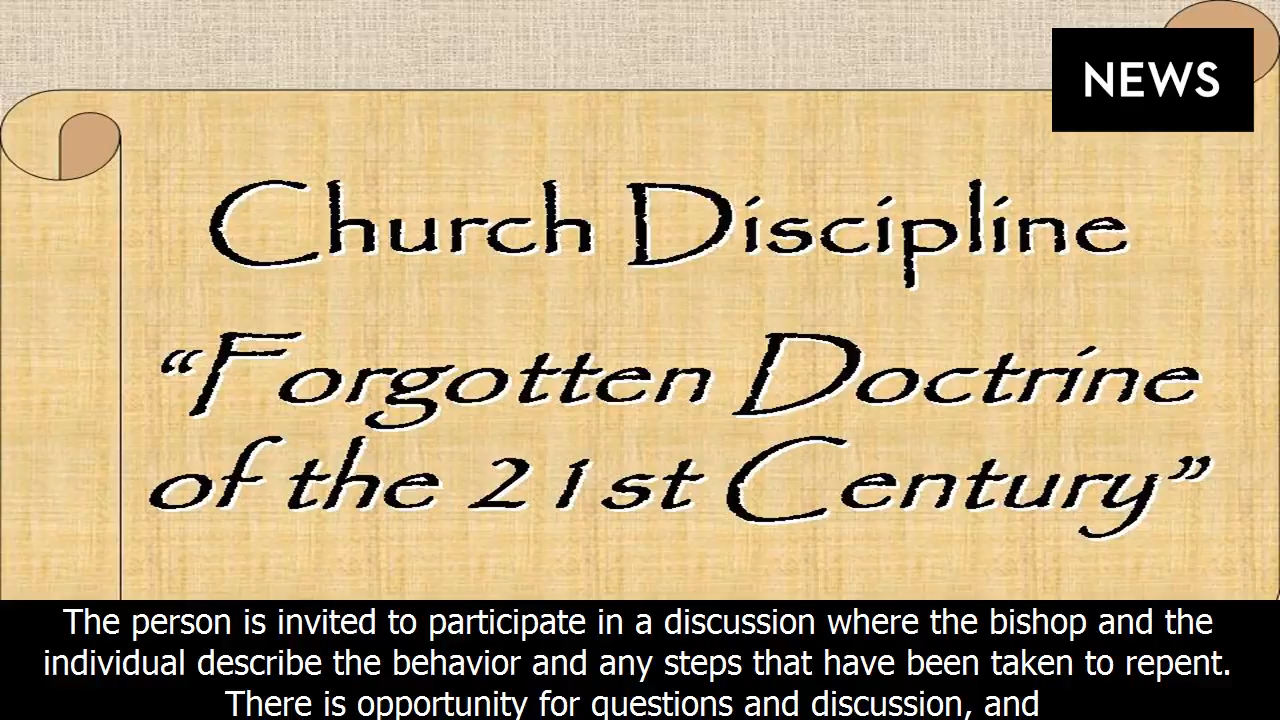 NEWS
Church Discipline
“Forgotten Doctrine
of the 21st Century”
The person is invited to participate in a discussion where the bishop and the
individual describe the behavior and any steps that have been taken to repent.
There is opportunity for questions and discussion, and